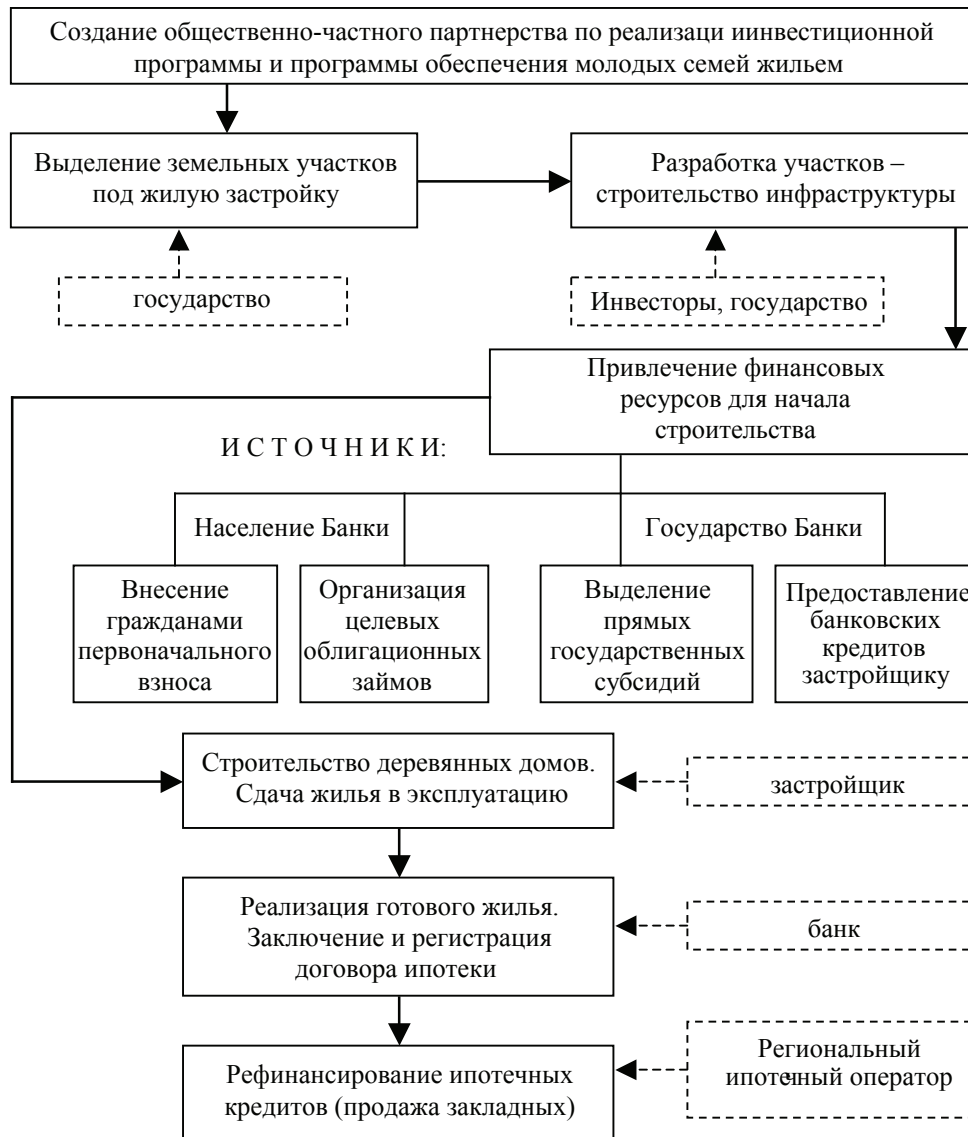 Создание общественно-частного партнерства по реализаци иинвестиционной
программы и программы обеспечения молодых семей жильем
Выделение земельных участков
под жилую застройку
Разработка участков –
строительство инфраструктуры
государство
Инвесторы, государство
Привлечение финансовых
ресурсов для начала
строительства
И С Т О Ч Н И К И:
Население Банки
Государство Банки
Внесение
гражданами
первоначального
взноса
Организация
целевых
облигационных
займов
Выделение
прямых
государственных
субсидий
Предоставление
банковских
кредитов
застройщику
Строительство деревянных домов.
Сдача жилья в эксплуатацию
застройщик
Реализация готового жилья.
Заключение и регистрация
договора ипотеки
банк
Рефинансирование ипотечных
кредитов (продажа закладных)
Региональный
ипотечный оператор